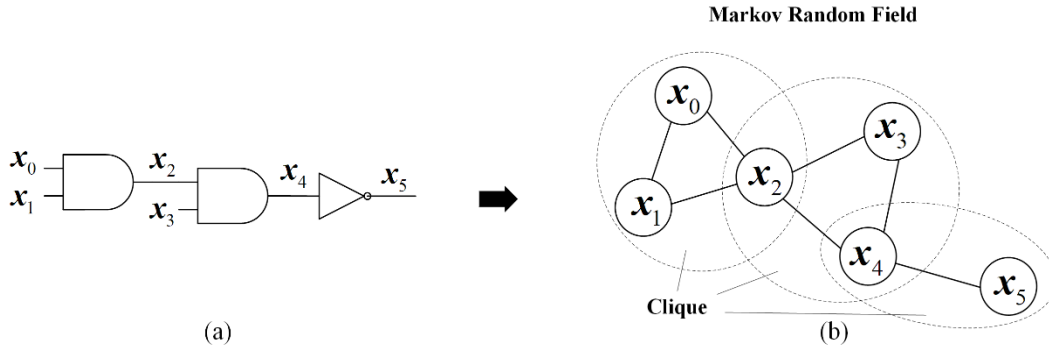 Markov Random Field
x0
x1
x2
x3
x4
x5
(a)
x0
x1
x2
x3
x4
x5
Clique
(b)